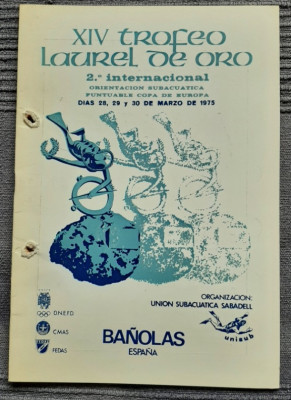 XIV TROFEO
LAUREL DE ORO
2.º internacional
ORIENTACION SUBACUATICA
PUNTUABLE COPA DE EUROPA
DIAS 28, 29 y 30 DE MARZO DE 1975
ORGANIZACION:
UNION SUBACUATICA SABADELL
unisub
D.N.E.F.D
CMAS
FEDAS
BAÑOLAS
ESPAÑA